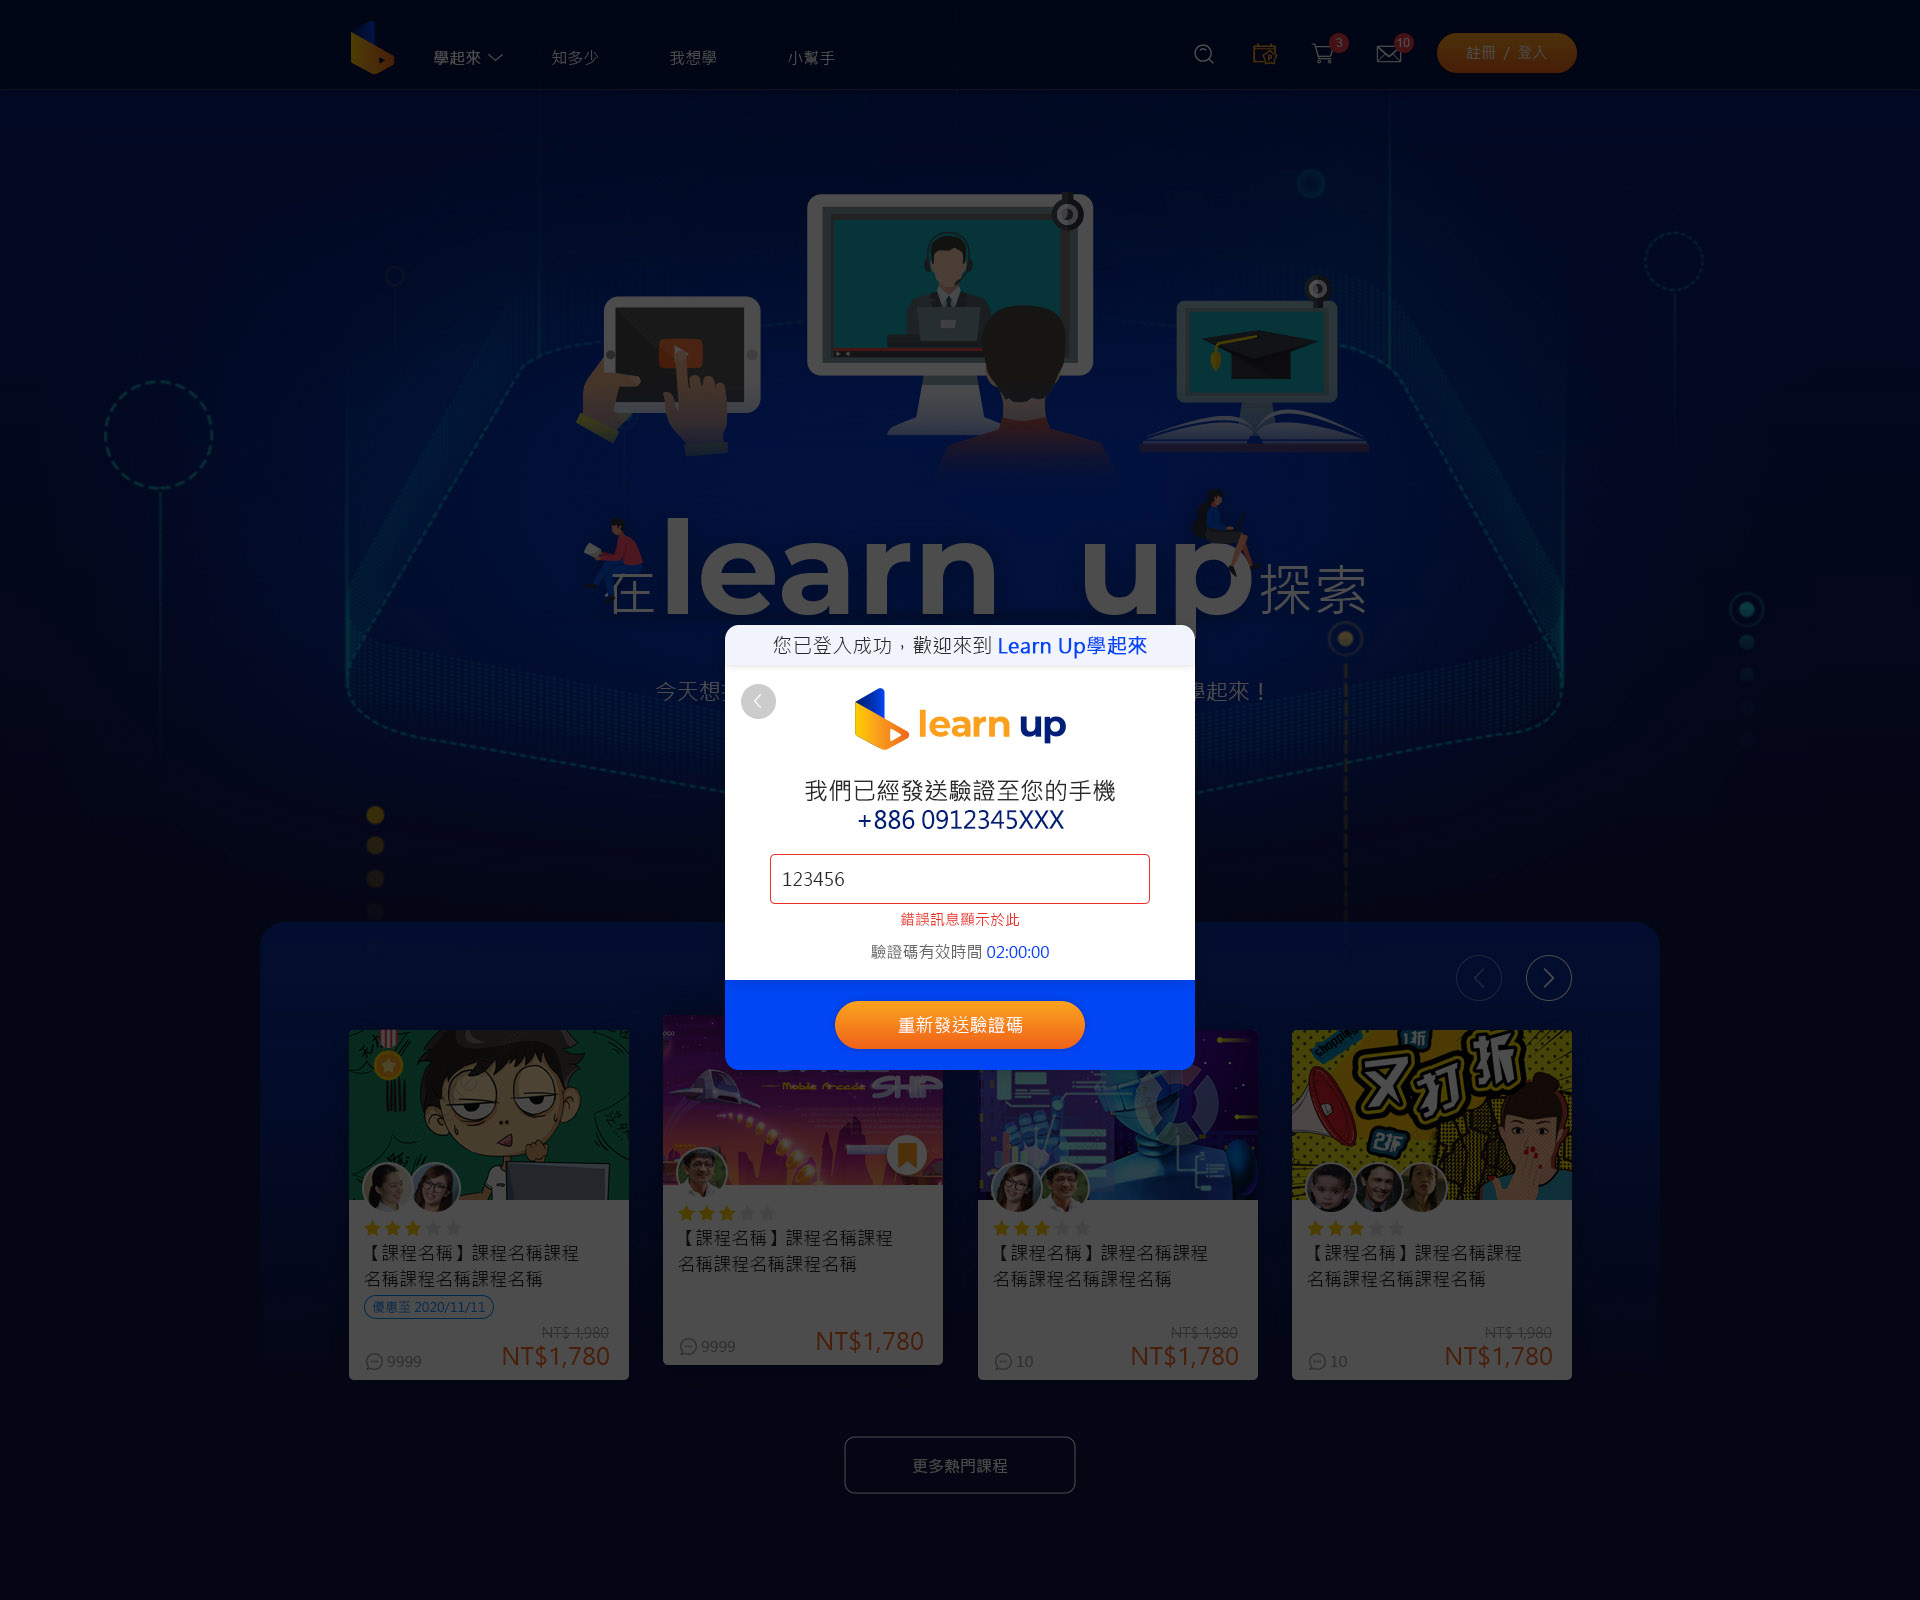 學起來
知多少
我想學
小幫手
3
10
註冊 / 登入
在learn up探索
您已登入成功，歡迎來到 Learn Up學起來
今天想
學起來！
learn up
我們已經發送驗證至您的手機
+886 0912345XXX
123456
錯誤訊息顯示於此
驗證碼有效時間 02:00:00
重新發送驗證碼
Mobile Arcade
SHIP
shopping
1折
又打折
2折
【課程名稱】課程名稱課程
名稱課程名稱課程名稱
優惠至 2020/11/11
NT$ 1,980
9999
NT$1,780
【課程名稱】課程名稱課程
名稱課程名稱課程名稱
9999
NT$1,780
【課程名稱】課程名稱課程
名稱課程名稱課程名稱
NT$ 1,980
10
NT$1,780
【課程名稱】課程名稱課程
名稱課程名稱課程名稱
NT$ 1,980
10
NT$1,780
更多熱門課程